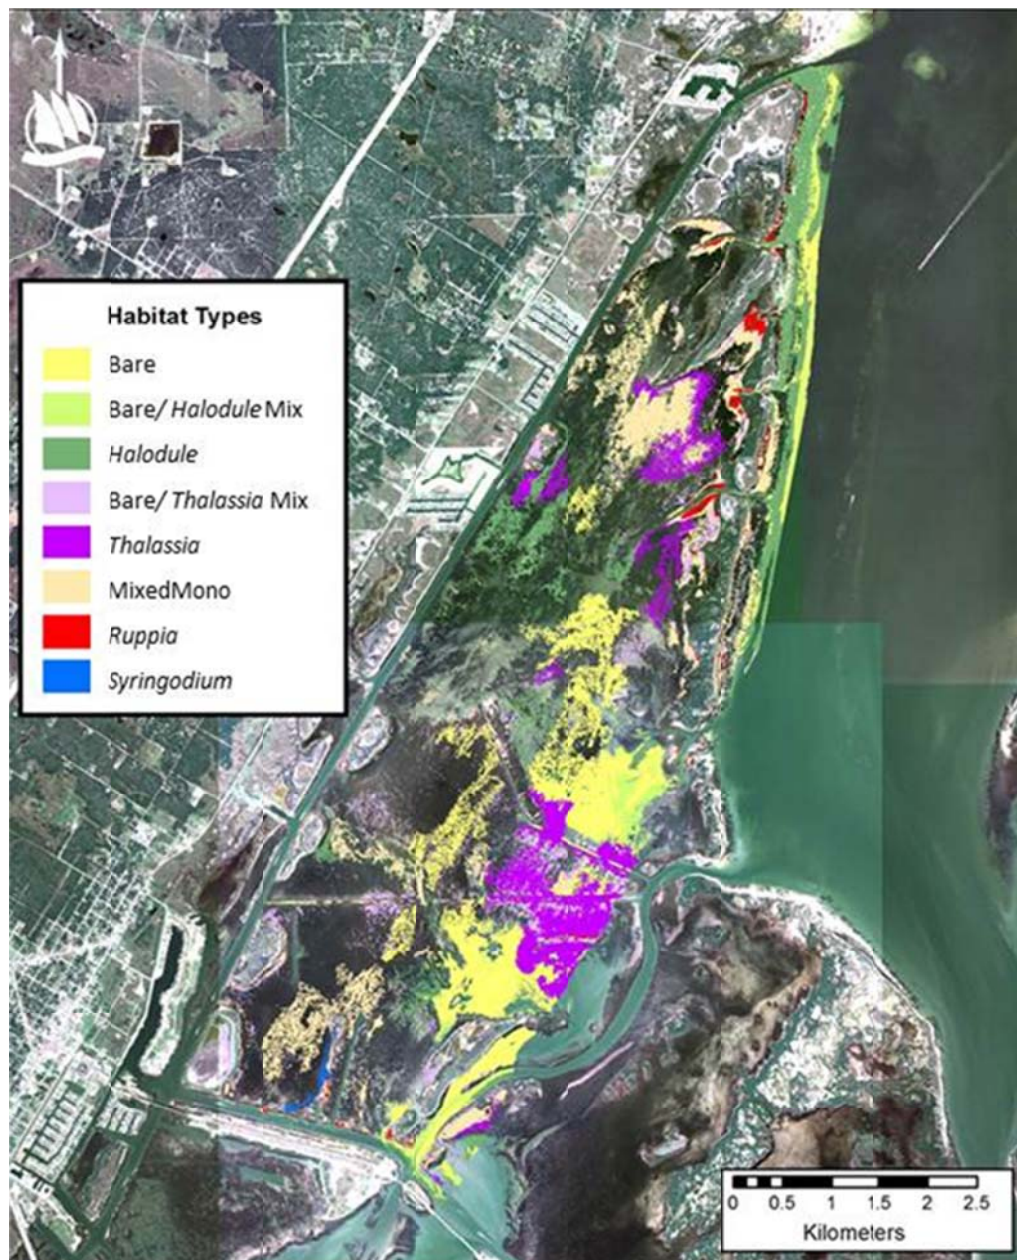 Habitat Types
Bare
Bare/ Halodule Mix
Halodule
Bare/ Thalassia Mix
Thalassia
MixedMono
Ruppia
Syringodium
0 0.5 1 1.5 2 2.5
Kilometers